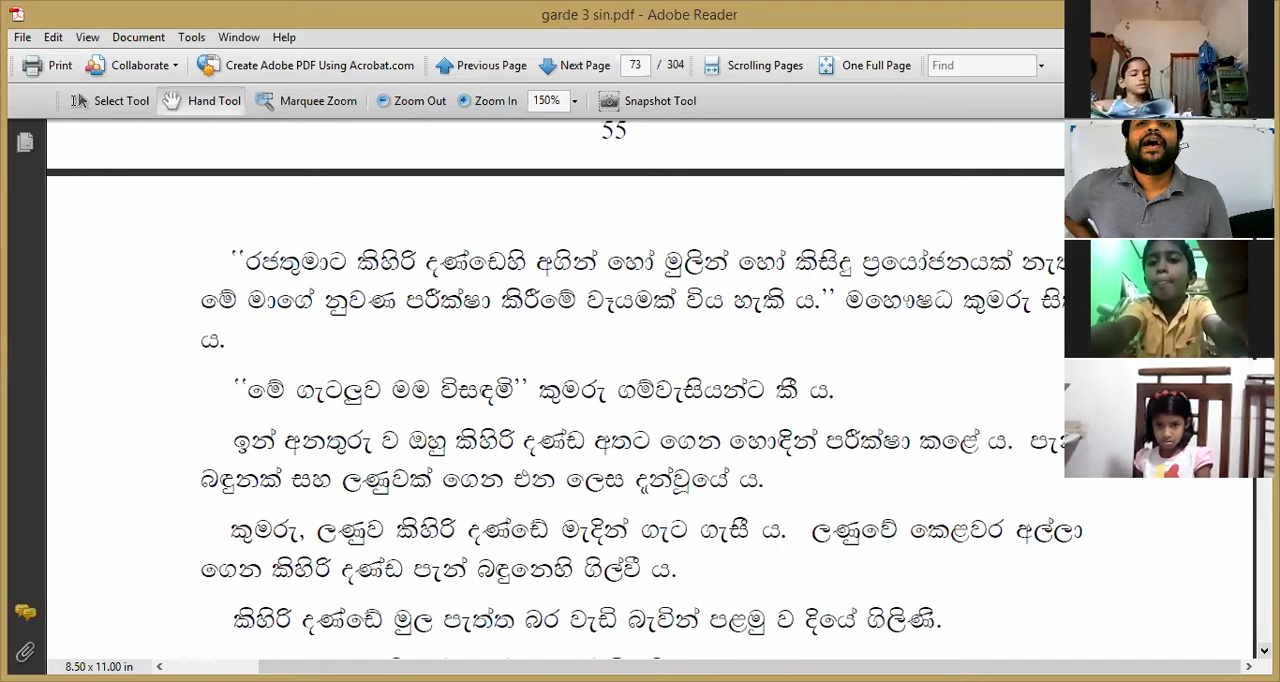 garde 3 sin.pdf - Adobe Reader
File Edit View Document Tools Window Help
Print Collaborate Create Adobe PDF Using Acrobat.com Previous Page Next Page 73 / 304 Scrolling Pages One Full Page Find
Select Tool Hand Tool Marquee Zoom Zoom Out Zoom In 150% Snapshot Tool
55
‘‘රජතුමාට කිහිරි දණ්ඩෙහි අගින් හෝ මුලින් හෝ කිසිදු ප්‍රයෝජනයක්
මේ මාගේ නුවණ පරීක්ෂා කිරීමේ වෑයමක් විය හැකි ය.’’ මහෞෂධ කුමරු
ය.
‘‘මේ ගැටලුව මම විසඳමි’’ කුමරු ගම්වැසියන්ට කී ය.
ඉන් අනතුරු ව ඔහු කිහිරි දණ්ඩ අතට ගෙන හොඳින් පරීක්ෂා කළේ ය.
බඳුනක් සහ ලණුවක් ගෙන එන ලෙස දැන්වූයේ ය.
කුමරු, ලණුව කිහිරි දණ්ඩේ මැදින් ගැට ගැසී ය. ලණුවේ කෙළවර අල්ලා
ගෙන කිහිරි දණ්ඩ පැන් බඳුනෙහි ගිල්වී ය.
කිහිරි දණ්ඩේ මුල පැත්ත බර වැඩි බැවින් පළමු ව දියේ ගිලිණි.
8.50 x 11.00 in